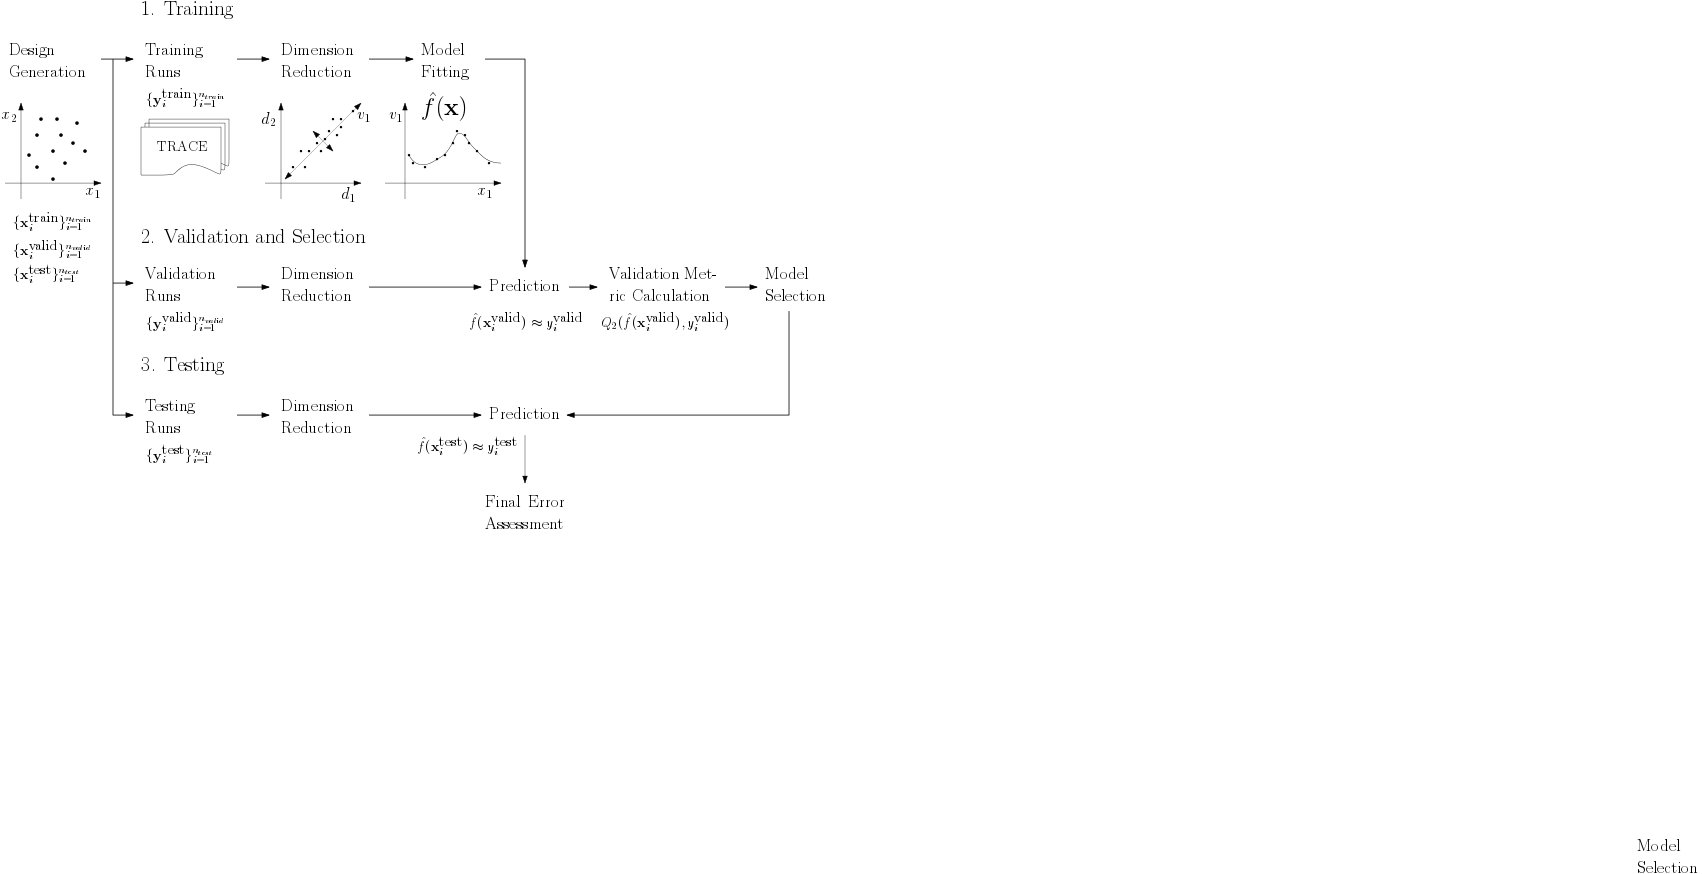 1. Training
Design
Generation
Training
Runs
Dimension
Reduction
Model
Fitting
{y_i^train}_{i=1}^{n_train}
f̂(x)
x_2
d_2
v_1
v_1
TRACE
x_1
d_1
x_1
{x_i^train}_{i=1}^{n_train}
{x_i^valid}_{i=1}^{n_valid}
{x_i^test}_{i=1}^{n_test}
2. Validation and Selection
Validation
Runs
Dimension
Reduction
Prediction
Validation Met-
ric Calculation
Model
Selection
{y_i^valid}_{i=1}^{n_valid}
f̂(x_i^valid) ≈ y_i^valid
Q_2(f̂(x_i^valid), y_i^valid)
3. Testing
Testing
Runs
Dimension
Reduction
Prediction
{y_i^test}_{i=1}^{n_test}
f̂(x_i^test) ≈ y_i^test
Final Error
Assessment
Model
Selection